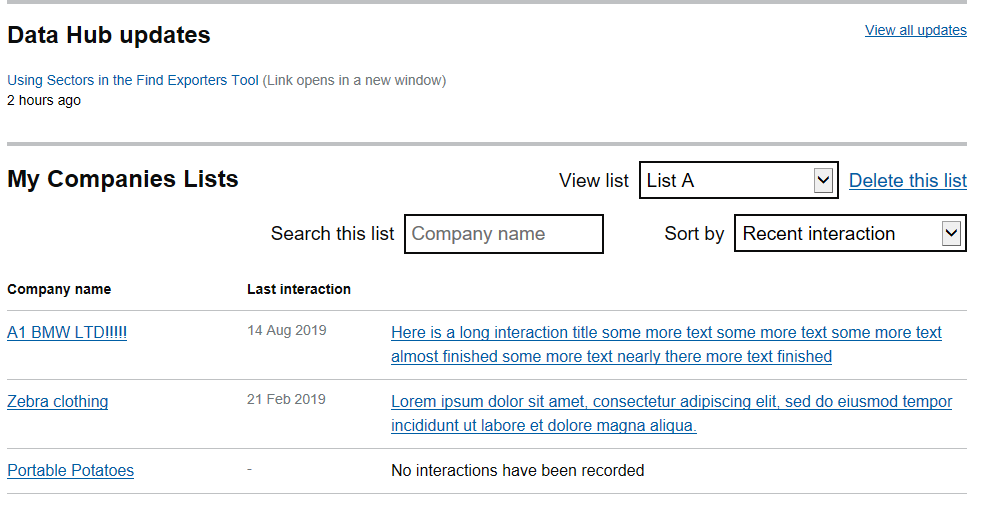 Data Hub updates
View all updates
Using Sectors in the Find Exporters Tool (Link opens in a new window)
2 hours ago
My Companies Lists
View list List A Delete this list
Search this list Company name Sort by Recent interaction
Company name Last interaction
A1 BMW LTD!!!!! 14 Aug 2019 Here is a long interaction title some more text some more text some more text
almost finished some more text nearly there more text finished
Zebra clothing 21 Feb 2019 Lorem ipsum dolor sit amet, consectetur adipiscing elit, sed do eiusmod tempor
incididunt ut labore et dolore magna aliqua.
Portable Potatoes - No interactions have been recorded